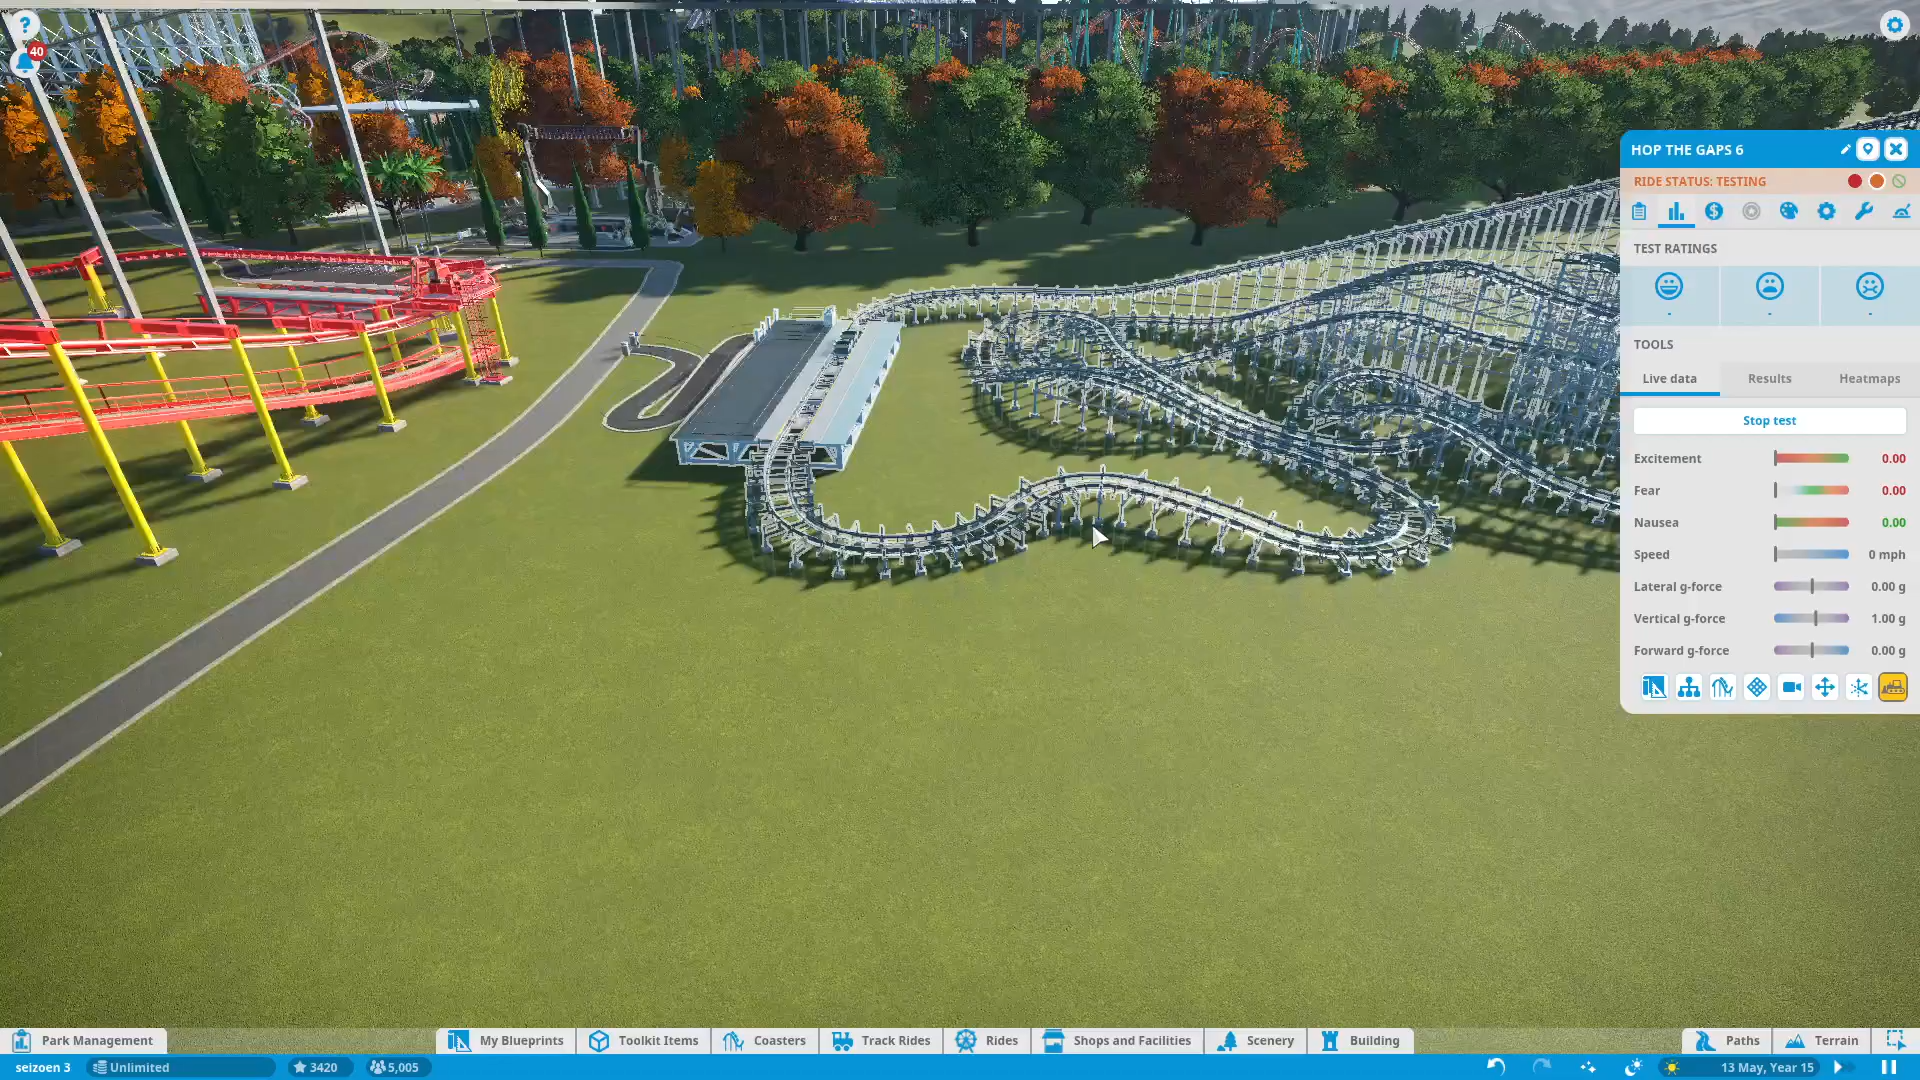 40
HOP THE GAPS 6
RIDE STATUS: TESTING
TEST RATINGS
- - -
TOOLS
Live data Results Heatmaps
Stop test
Excitement 0.00
Fear 0.00
Nausea 0.00
Speed 0 mph
Lateral g-force 0.00 g
Vertical g-force 1.00 g
Forward g-force 0.00 g
Park Management My Blueprints Toolkit Items Coasters Track Rides Rides Shops and Facilities Scenery Building Paths Terrain
seizoen 3 Unlimited 3420 5,005 13 May, Year 15